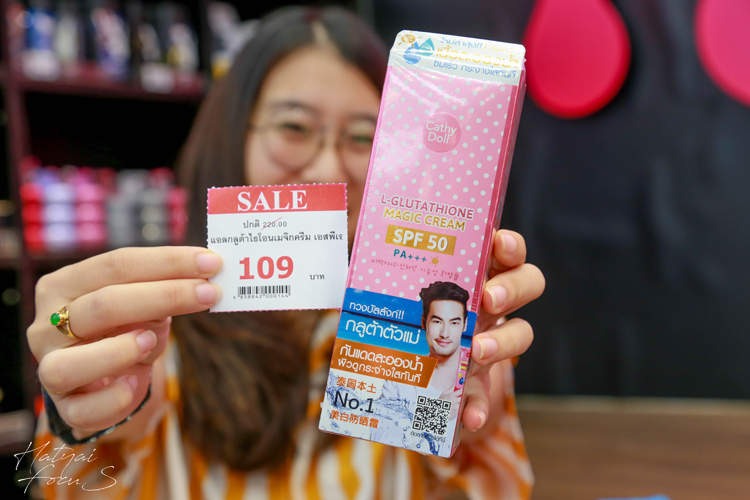 SALE
ปกติ 220.00
แอลกลูต้าไธโอนเมจิกครีม เอสพีเอ
109 บาท
4 858842 000144
Cathy
Doll
L-GLUTATHIONE
MAGIC CREAM
SPF 50
PA+++
ทวงบัลลังก์!!
กลูต้าตัวแม่
กันแดดละอองน้ำ
ผิวดูกระจ่างใสทันที
泰国本土
No.1
美白防晒霜
Hatyai
Focus